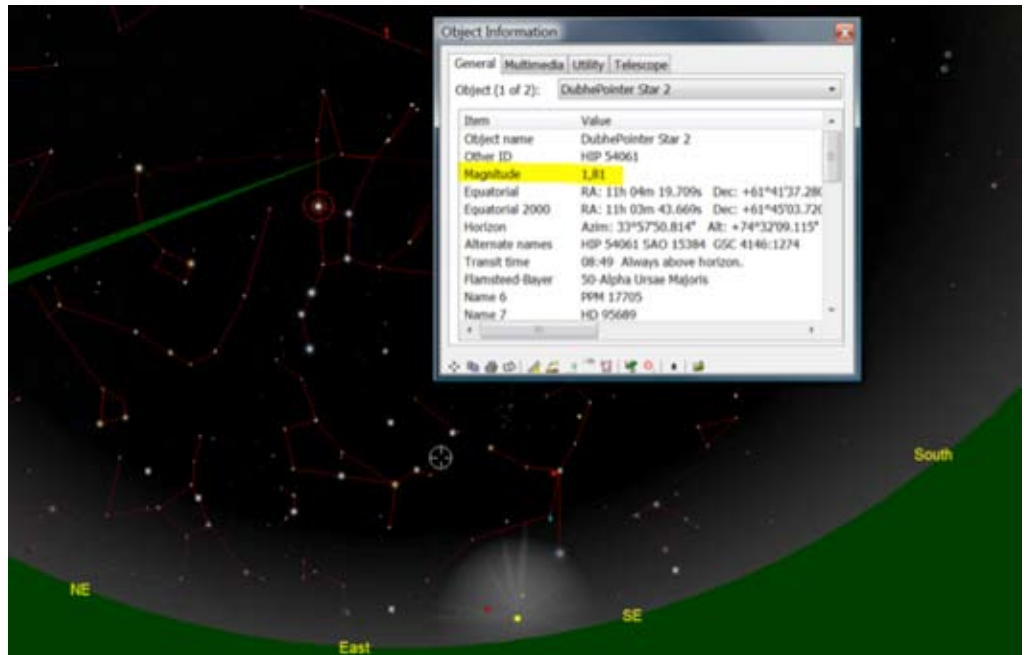 Object Information
General Multimedia Utility Telescope
Object (1 of 2): DubhePointer Star 2
Item Value
Object name DubhePointer Star 2
Other ID HIP 54061
Magnitude 1,81
Equatorial RA: 11h 04m 19.709s Dec: +61°41'37.280
Equatorial 2000 RA: 11h 03m 43.669s Dec: +61°45'03.720
Horizon Azim: 33°57'50.814" Alt: +74°32'09.115"
Alternate names HIP 54061 SAO 15384 GSC 4146:1274
Transit time 08:49 Always above horizon.
Flamsteed-Bayer 50-Alpha Ursae Majoris
Name 6 PPM 17705
Name 7 HD 95689
South
NE
SE
East